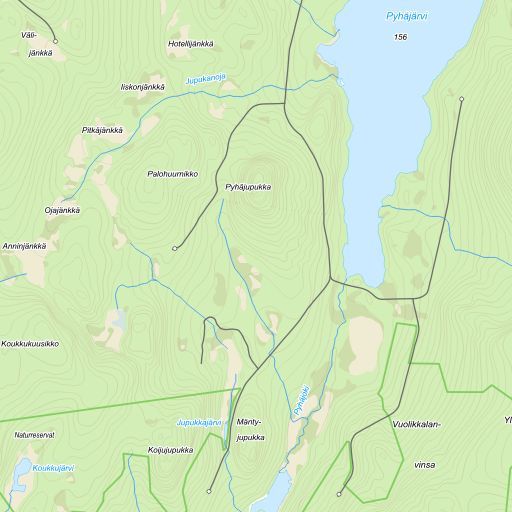 Pyhäjärvi
156
Väli-
jänkkä
Hotellijänkkä
Jupukanoja
Iiskonjänkkä
Pitkäjänkkä
Palohuumikko
Pyhäjupukka
Ojajänkkä
Anninjänkkä
Koukkukuusikko
Pyhäjoki
Jupukkajärvi
Mänty-
jupukka
Vuolikkalan-
vinsa
Yl
Naturreservat
Koijujupukka
Koukkujärvi